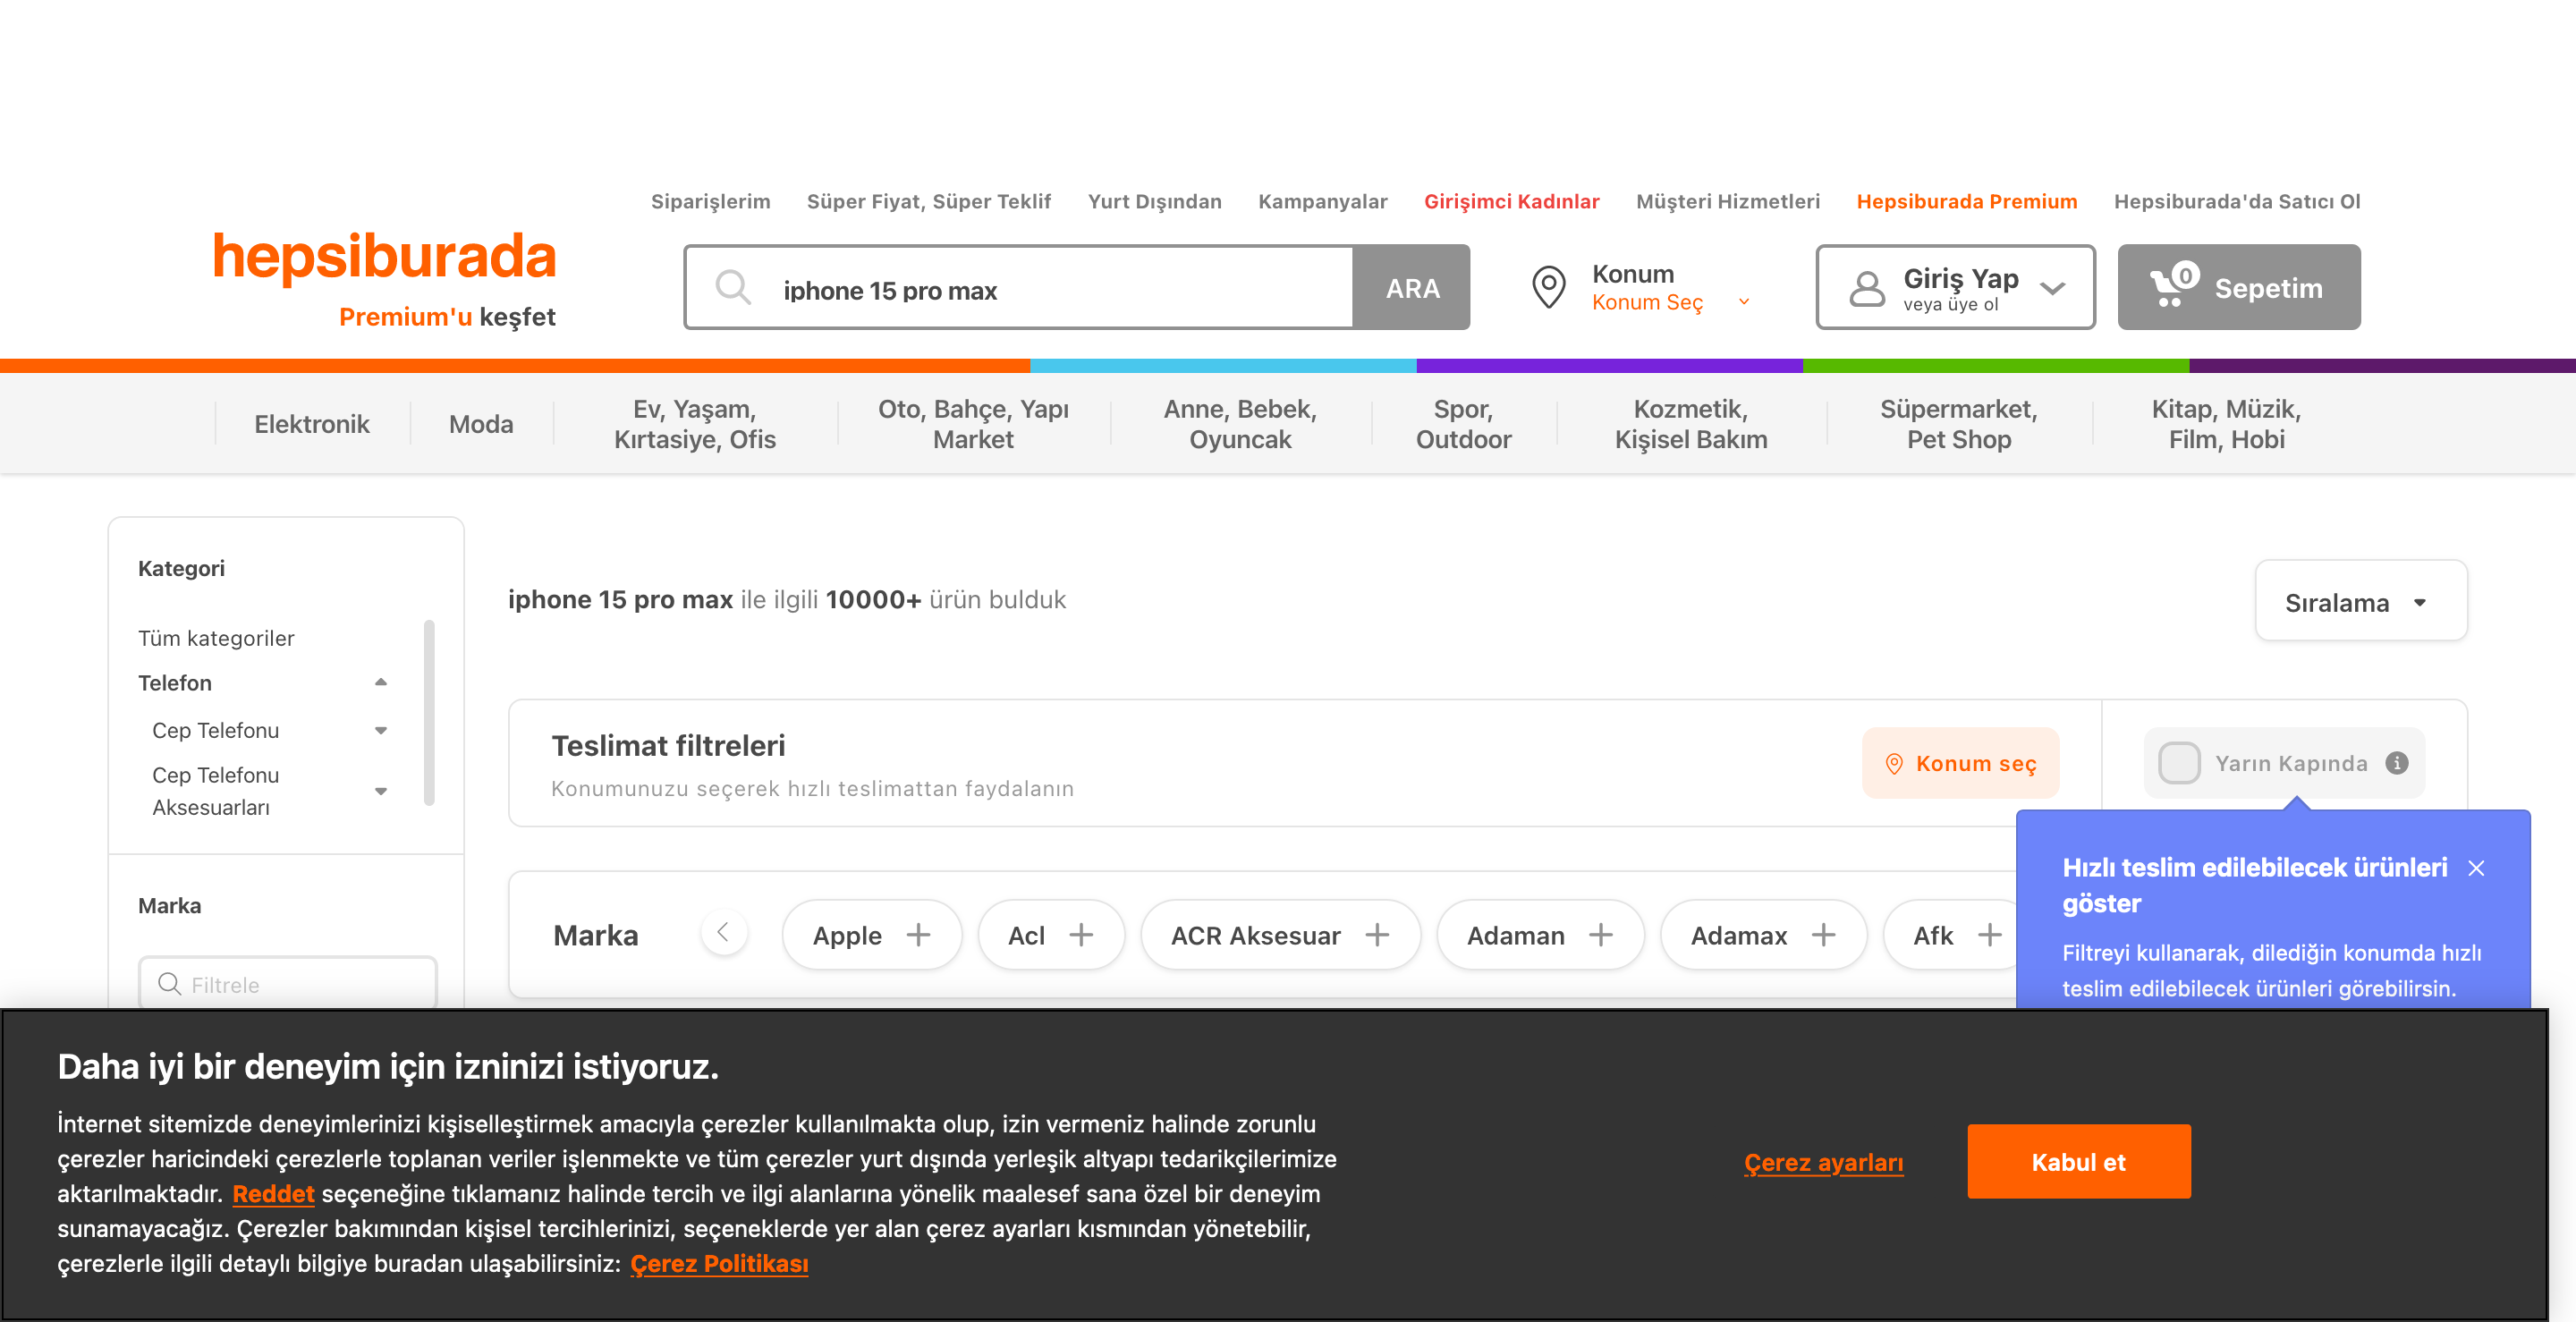 Siparişlerim Süper Fiyat, Süper Teklif Yurt Dışından Kampanyalar Girişimci Kadınlar Müşteri Hizmetleri Hepsiburada Premium Hepsiburada'da Satıcı Ol
hepsiburada
Premium'u keşfet
iphone 15 pro max
ARA
Konum
Konum Seç
Giriş Yap
veya üye ol
0
Sepetim
Elektronik
Moda
Ev, Yaşam,
Kırtasiye, Ofis
Oto, Bahçe, Yapı
Market
Anne, Bebek,
Oyuncak
Spor,
Outdoor
Kozmetik,
Kişisel Bakım
Süpermarket,
Pet Shop
Kitap, Müzik,
Film, Hobi
Kategori
Tüm kategoriler
Telefon
Cep Telefonu
Cep Telefonu
Aksesuarları
Marka
Filtrele
iphone 15 pro max ile ilgili 10000+ ürün bulduk
Sıralama
Teslimat filtreleri
Konumunuzu seçerek hızlı teslimattan faydalanın
Konum seç
Yarın Kapında
Marka
Apple
Acl
ACR Aksesuar
Adaman
Adamax
Afk
Hızlı teslim edilebilecek ürünleri
göster
Filtreyi kullanarak, dilediğin konumda hızlı
teslim edilebilecek ürünleri görebilirsin.
Daha iyi bir deneyim için izninizi istiyoruz.
İnternet sitemizde deneyimlerinizi kişiselleştirmek amacıyla çerezler kullanılmakta olup, izin vermeniz halinde zorunlu
çerezler haricindeki çerezlerle toplanan veriler işlenmekte ve tüm çerezler yurt dışında yerleşik altyapı tedarikçilerimize
aktarılmaktadır. Reddet seçeneğine tıklamanız halinde tercih ve ilgi alanlarına yönelik maalesef sana özel bir deneyim
sunamayacağız. Çerezler bakımından kişisel tercihlerinizi, seçeneklerde yer alan çerez ayarları kısmından yönetebilir,
çerezlerle ilgili detaylı bilgiye buradan ulaşabilirsiniz: Çerez Politikası
Çerez ayarları
Kabul et